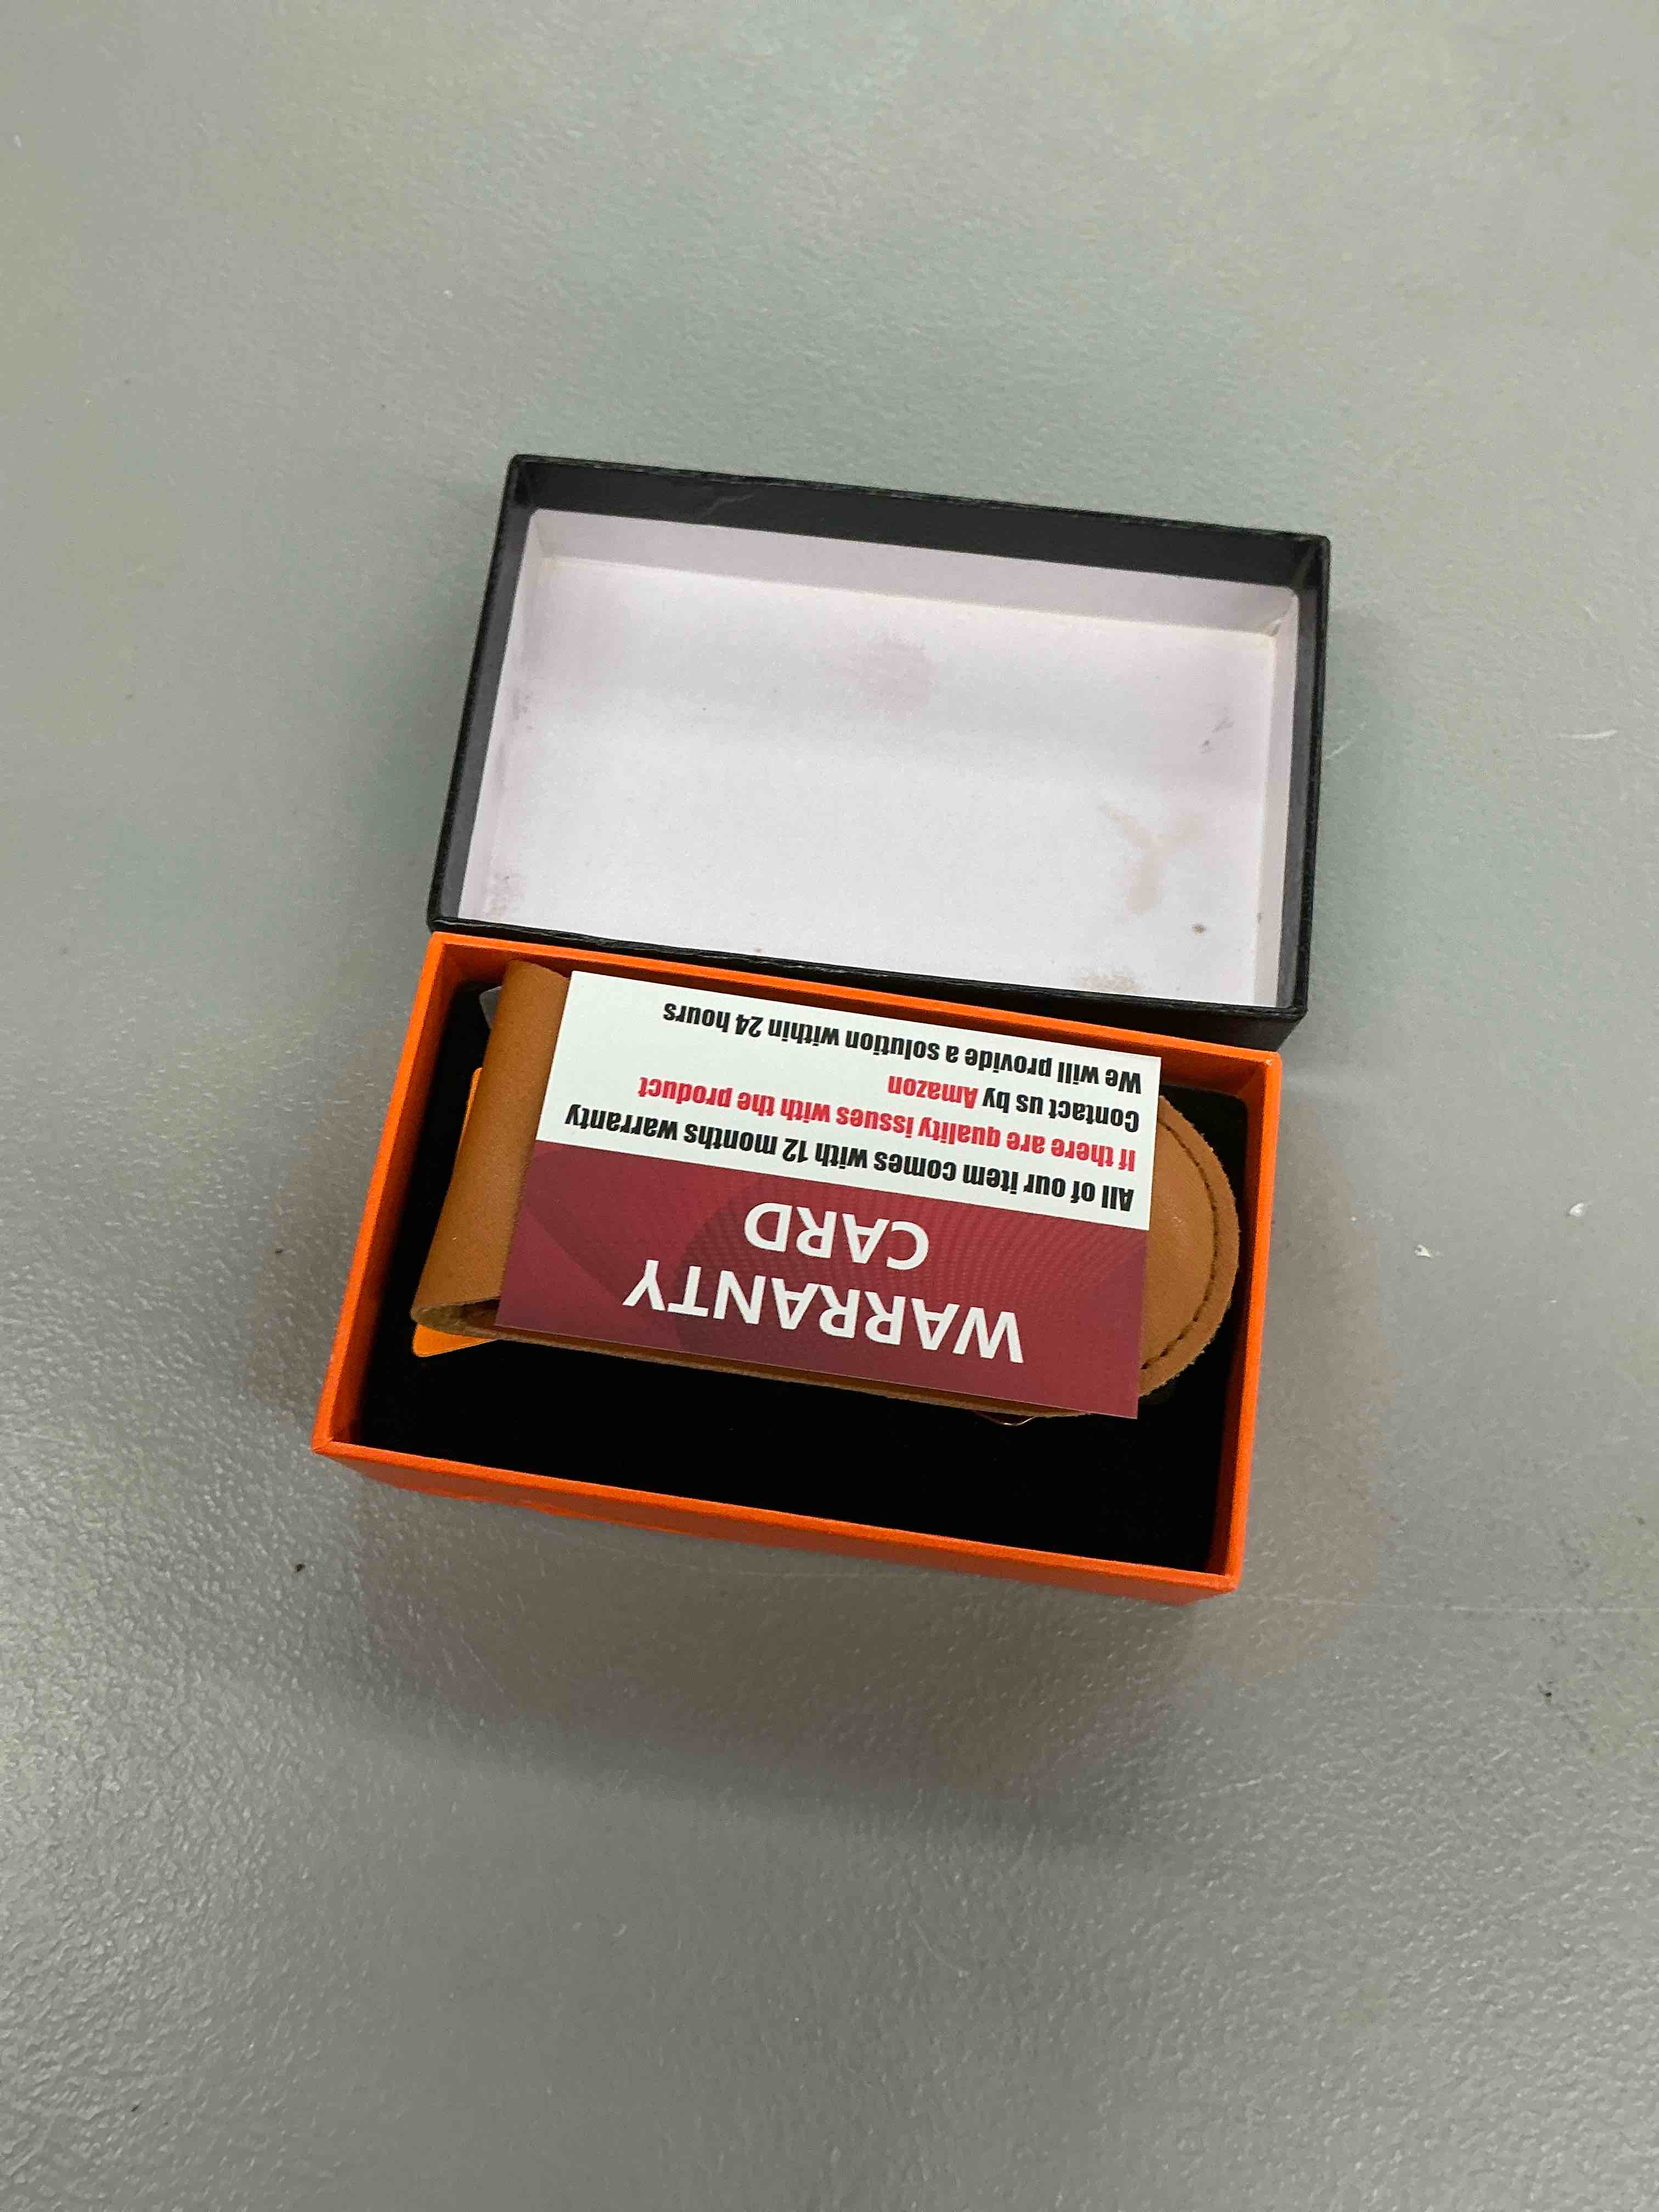 WARRANTY
CARD
All of our item comes with 12 months warranty
If there are quality issues with the product
Contact us by Amazon
We will provide a solution within 24 hours